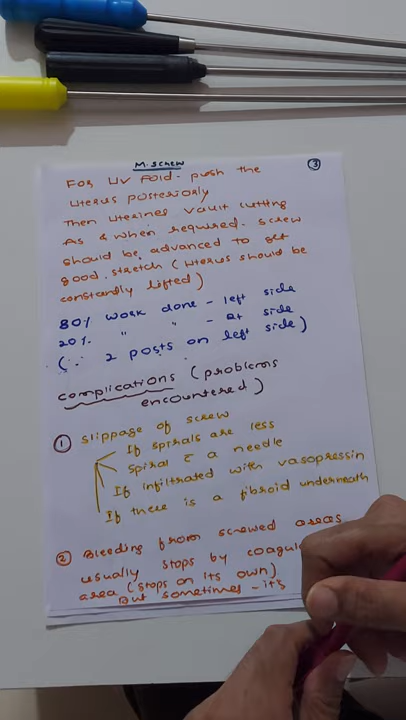 M. Screw
③
For UV Fold - push the
uterus posteriorly
Then uterines vault cutting
As & when required. screw
should be advanced to get
good stretch (uterus should be
constantly lifted)
80% work done - left side
20% " " - Rt side
(∵ 2 posts on left side)
complications (problems
encountered)
① Slippage of screw
If spirals are less
Spiral c̄ a needle
If infiltrated with vasopressin
If there is a fibroid underneath
② Bleeding from screwed areas
usually stops by
area (stops on its own)
But sometimes - its